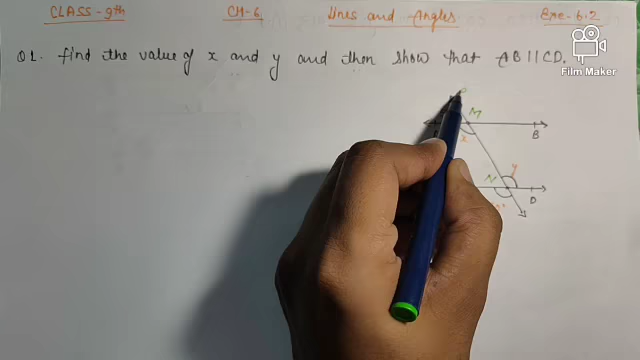 CLASS-9th CH-6 Lines and Angles Exe-6.2
Q1. find the value of x and y and then show that AB||CD.
Film Maker
P
M
B
x
N y
D